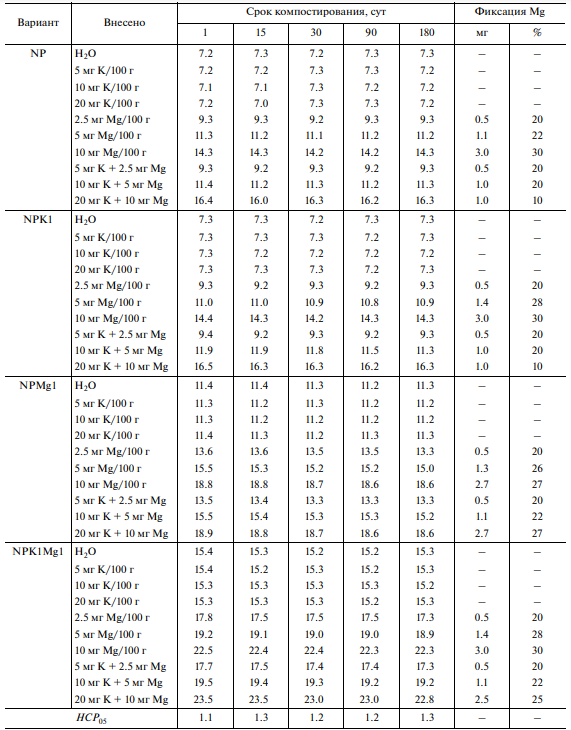 Вариант Внесено Срок компостирования, сут Фиксация Mg
1 15 30 90 180 мг %
NP H₂O 7.2 7.3 7.2 7.3 7.3 — —
5 мг K/100 г 7.2 7.2 7.3 7.3 7.2 — —
10 мг K/100 г 7.1 7.1 7.3 7.2 7.2 — —
20 мг K/100 г 7.2 7.0 7.3 7.3 7.2 — —
2.5 мг Mg/100 г 9.3 9.3 9.2 9.3 9.3 0.5 20
5 мг Mg/100 г 11.3 11.2 11.1 11.2 11.2 1.1 22
10 мг Mg/100 г 14.3 14.3 14.2 14.2 14.3 3.0 30
5 мг K + 2.5 мг Mg 9.3 9.2 9.3 9.2 9.3 0.5 20
10 мг K + 5 мг Mg 11.4 11.2 11.3 11.2 11.3 1.0 20
20 мг K + 10 мг Mg 16.4 16.0 16.3 16.2 16.3 1.0 10
NPK1 H₂O 7.3 7.3 7.2 7.3 7.3 — —
5 мг K/100 г 7.3 7.3 7.3 7.2 7.3 — —
10 мг K/100 г 7.3 7.2 7.2 7.2 7.2 — —
20 мг K/100 г 7.3 7.3 7.3 7.2 7.3 — —
2.5 мг Mg/100 г 9.3 9.2 9.3 9.2 9.3 0.5 20
5 мг Mg/100 г 11.0 11.0 10.9 10.8 10.9 1.4 28
10 мг Mg/100 г 14.4 14.3 14.2 14.3 14.3 3.0 30
5 мг K + 2.5 мг Mg 9.4 9.2 9.3 9.2 9.3 0.5 20
10 мг K + 5 мг Mg 11.9 11.9 11.8 11.5 11.3 1.0 20
20 мг K + 10 мг Mg 16.5 16.3 16.3 16.2 16.3 1.0 10
NPMg1 H₂O 11.4 11.4 11.3 11.2 11.3 — —
5 мг K/100 г 11.3 11.2 11.3 11.2 11.2 — —
10 мг K/100 г 11.3 11.2 11.2 11.2 11.2 — —
20 мг K/100 г 11.4 11.3 11.2 11.3 11.3 — —
2.5 мг Mg/100 г 13.6 13.6 13.5 13.5 13.3 0.5 20
5 мг Mg/100 г 15.5 15.3 15.2 15.2 15.0 1.3 26
10 мг Mg/100 г 18.8 18.8 18.7 18.6 18.6 2.7 27
5 мг K + 2.5 мг Mg 13.5 13.4 13.3 13.3 13.3 0.5 20
10 мг K + 5 мг Mg 15.5 15.4 15.3 15.3 15.2 1.1 22
20 мг K + 10 мг Mg 18.9 18.8 18.7 18.6 18.6 2.7 27
NPK1Mg1 H₂O 15.4 15.3 15.2 15.2 15.3 — —
5 мг K/100 г 15.4 15.2 15.3 15.2 15.3 — —
10 мг K/100 г 15.3 15.3 15.3 15.3 15.2 — —
20 мг K/100 г 15.3 15.3 15.2 15.2 15.3 — —
2.5 мг Mg/100 г 17.8 17.5 17.5 17.5 17.3 0.5 20
5 мг Mg/100 г 19.2 19.1 19.0 19.0 18.9 1.4 28
10 мг Mg/100 г 22.5 22.4 22.4 22.3 22.3 3.0 30
5 мг K + 2.5 мг Mg 17.7 17.5 17.4 17.4 17.3 0.5 20
10 мг K + 5 мг Mg 19.5 19.4 19.3 19.2 19.2 1.1 22
20 мг K + 10 мг Mg 23.5 23.5 23.0 23.0 22.8 2.5 25
НСР₀₅ 1.1 1.3 1.2 1.2 1.3 — —